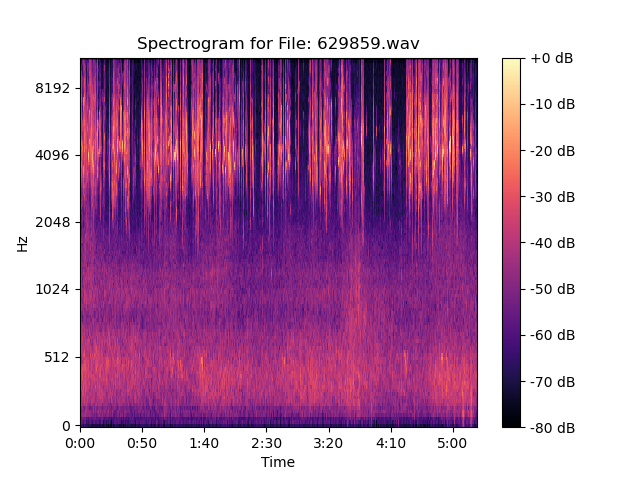 Spectrogram for File: 629859.wav
8192
4096
2048
1024
512
0
Hz
0:00 0:50 1:40 2:30 3:20 4:10 5:00
Time
+0 dB
-10 dB
-20 dB
-30 dB
-40 dB
-50 dB
-60 dB
-70 dB
-80 dB